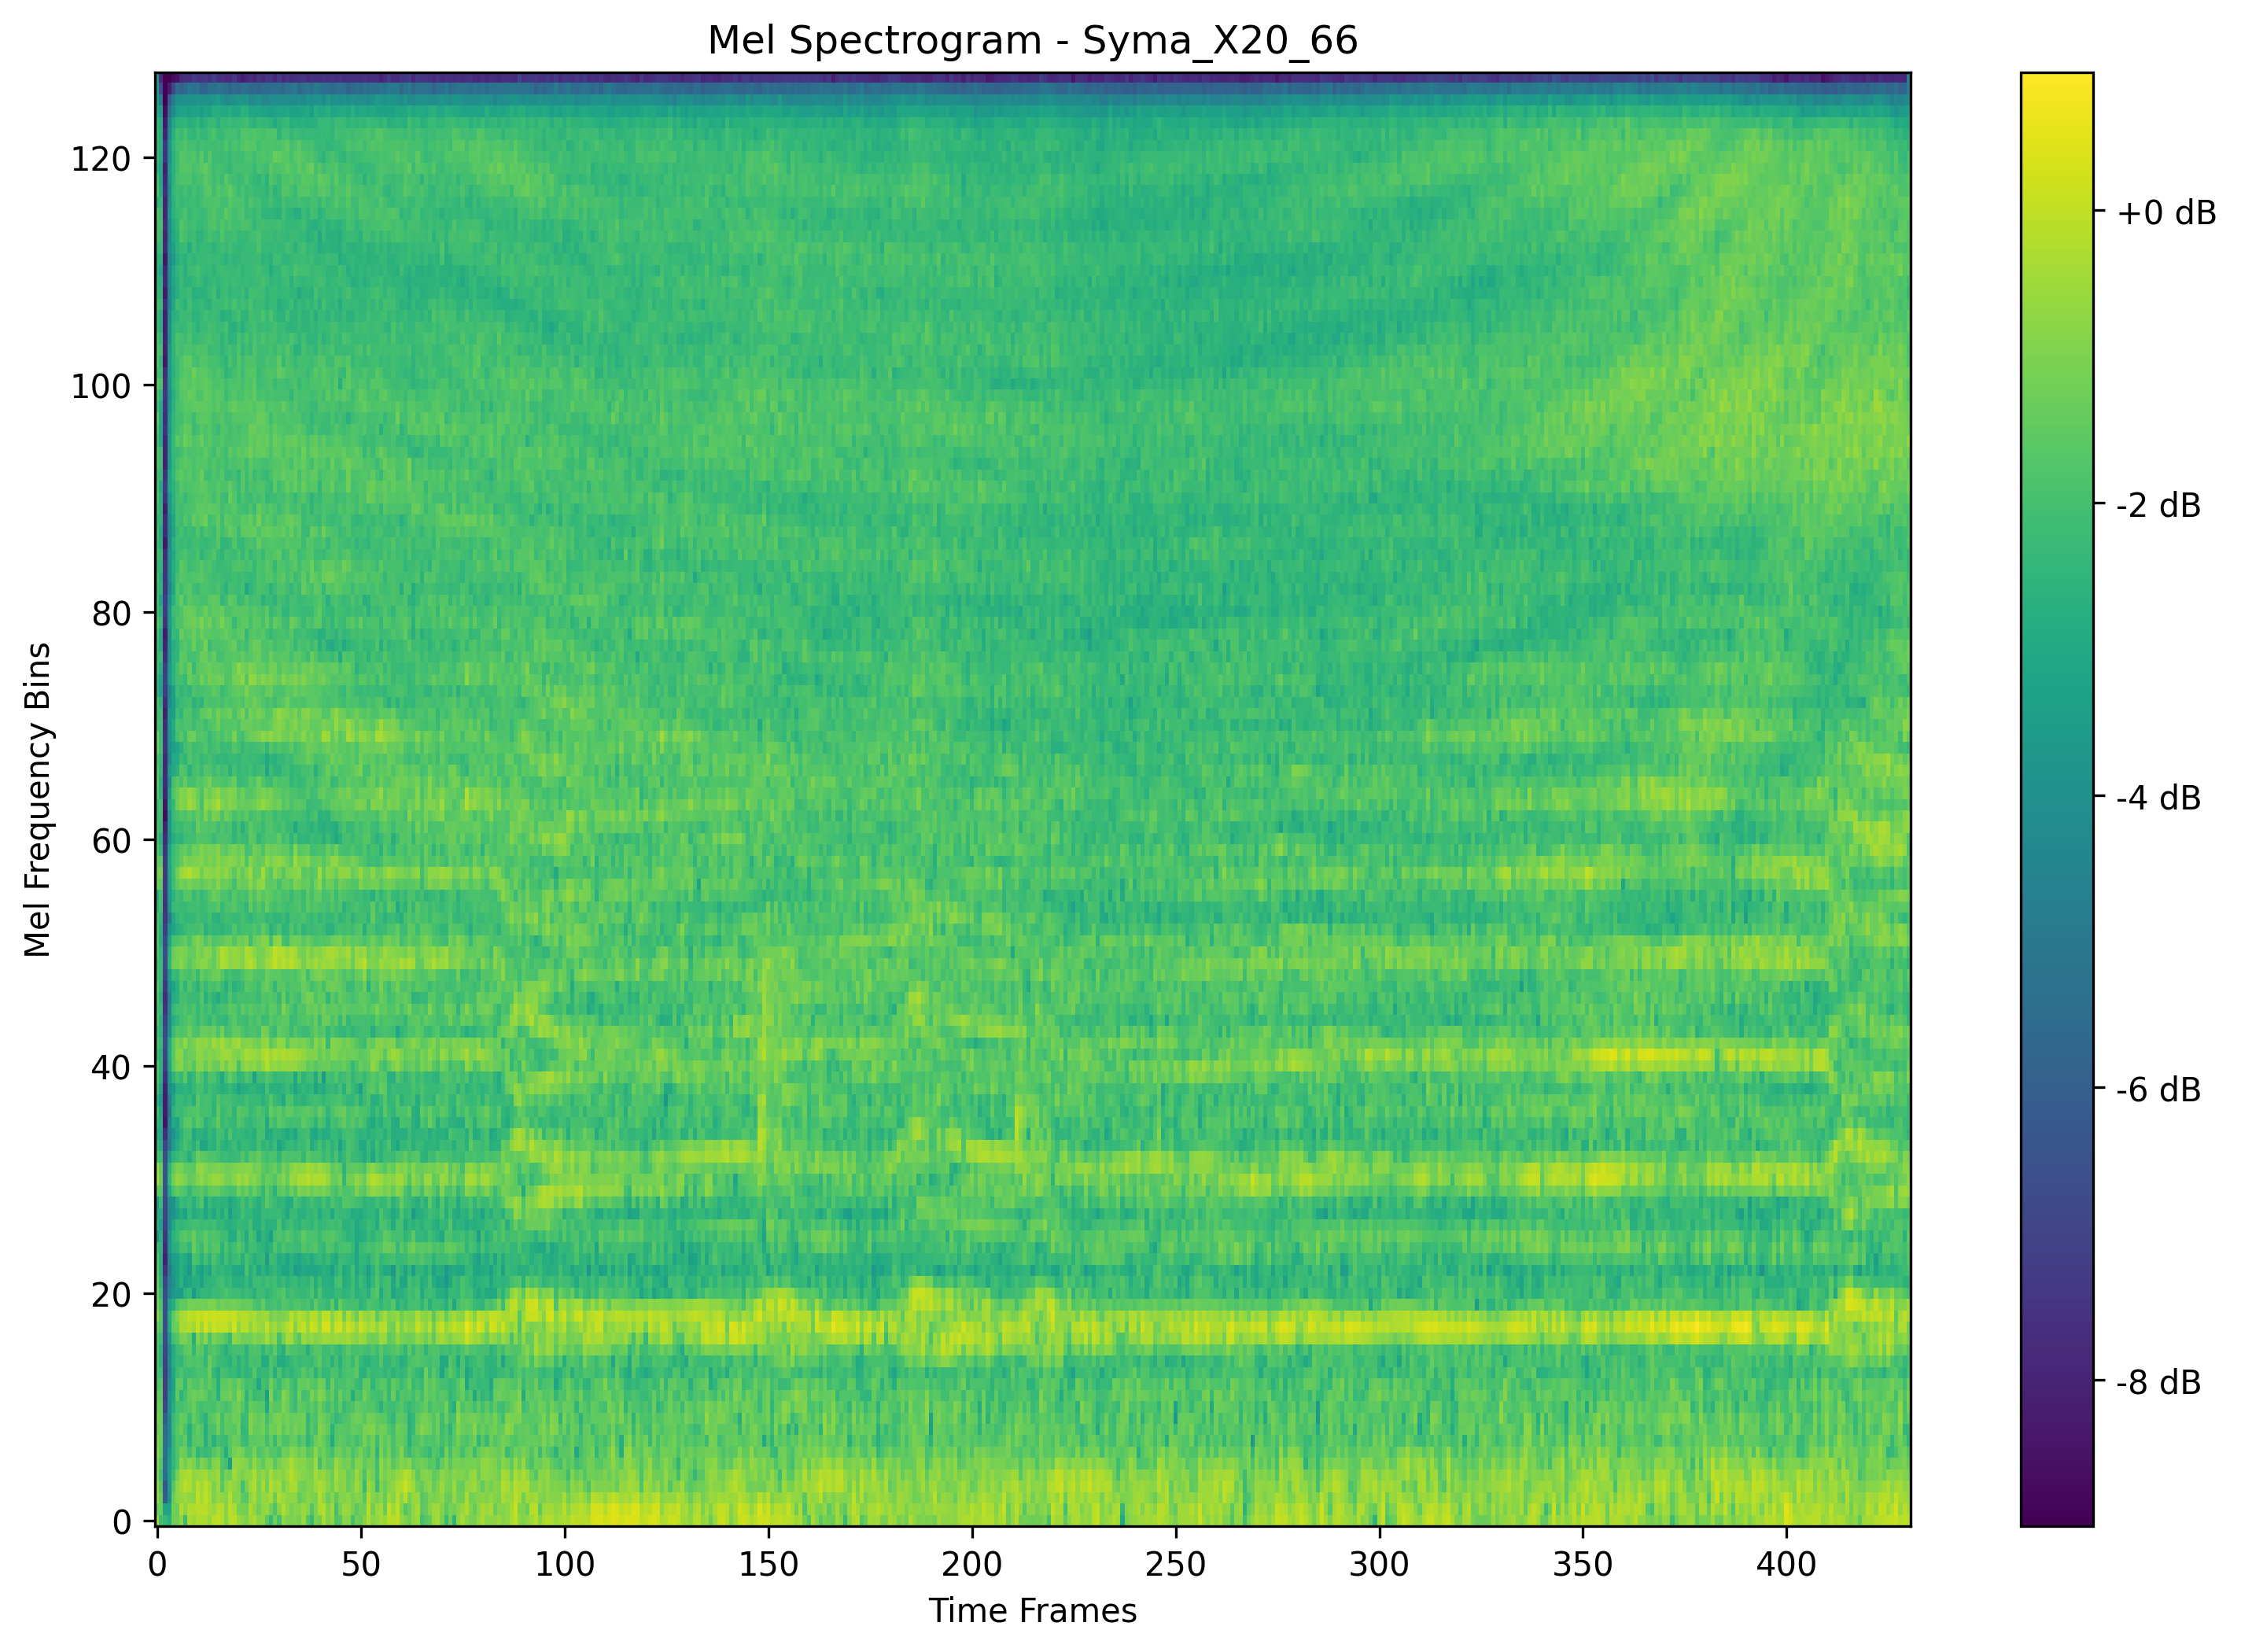 Mel Spectrogram - Syma_X20_66
Mel Frequency Bins
120
100
80
60
40
20
0
0 50 100 150 200 250 300 350 400
Time Frames
+0 dB
-2 dB
-4 dB
-6 dB
-8 dB